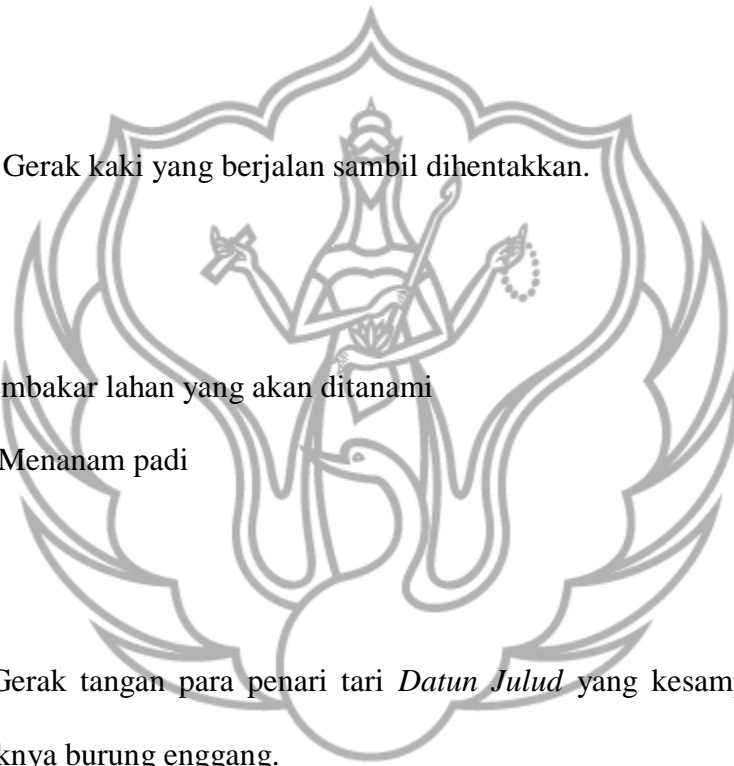 Gerak kaki yang berjalan sambil dihentakkan.
mbakar lahan yang akan ditanami
Menanam padi
Gerak tangan para penari tari Datun Julud yang kesamp
knya burung enggang.